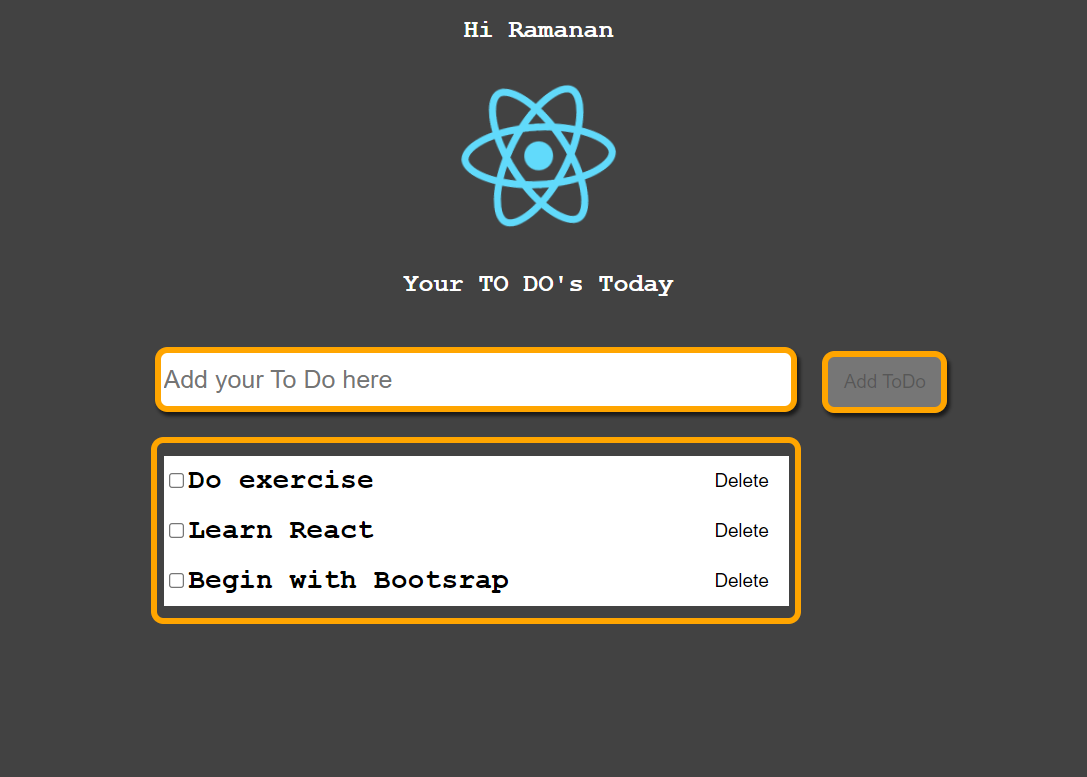 Hi Ramanan
Your TO DO's Today
Add your To Do here
Add ToDo
Do exercise Delete
Learn React Delete
Begin with Bootsrap Delete